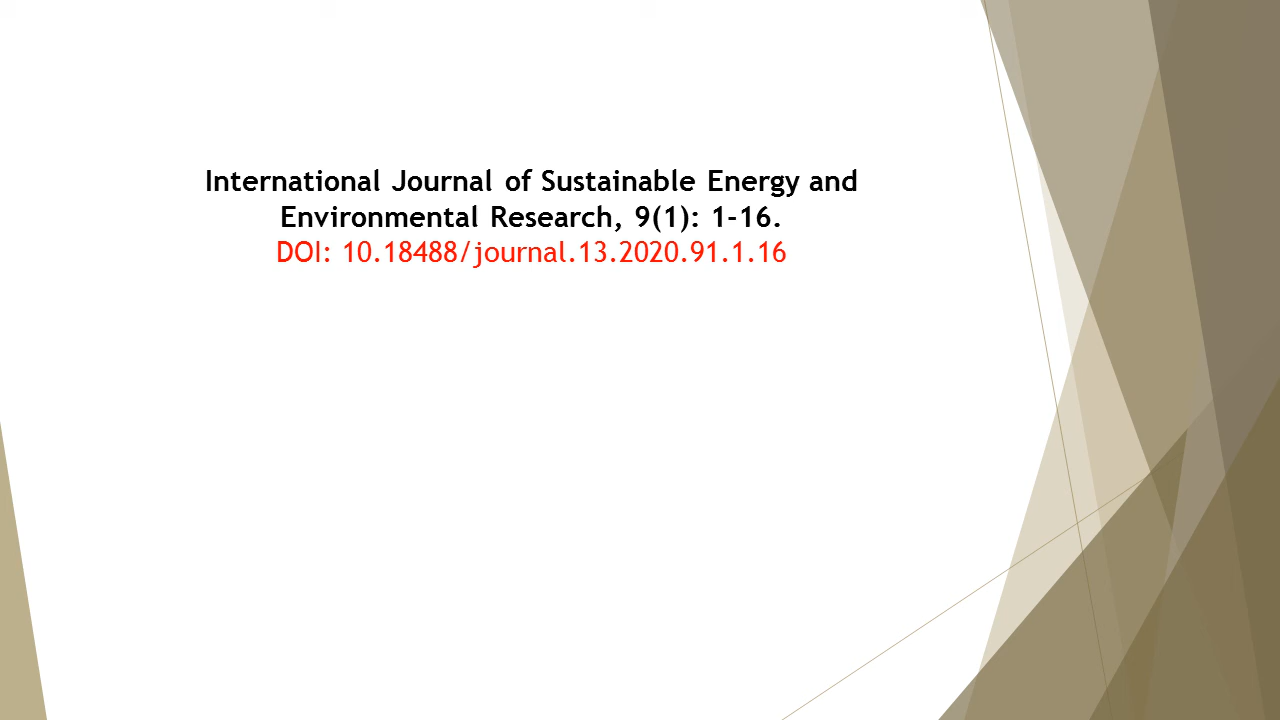 International Journal of Sustainable Energy and
Environmental Research, 9(1): 1-16.
DOI: 10.18488/journal.13.2020.91.1.16